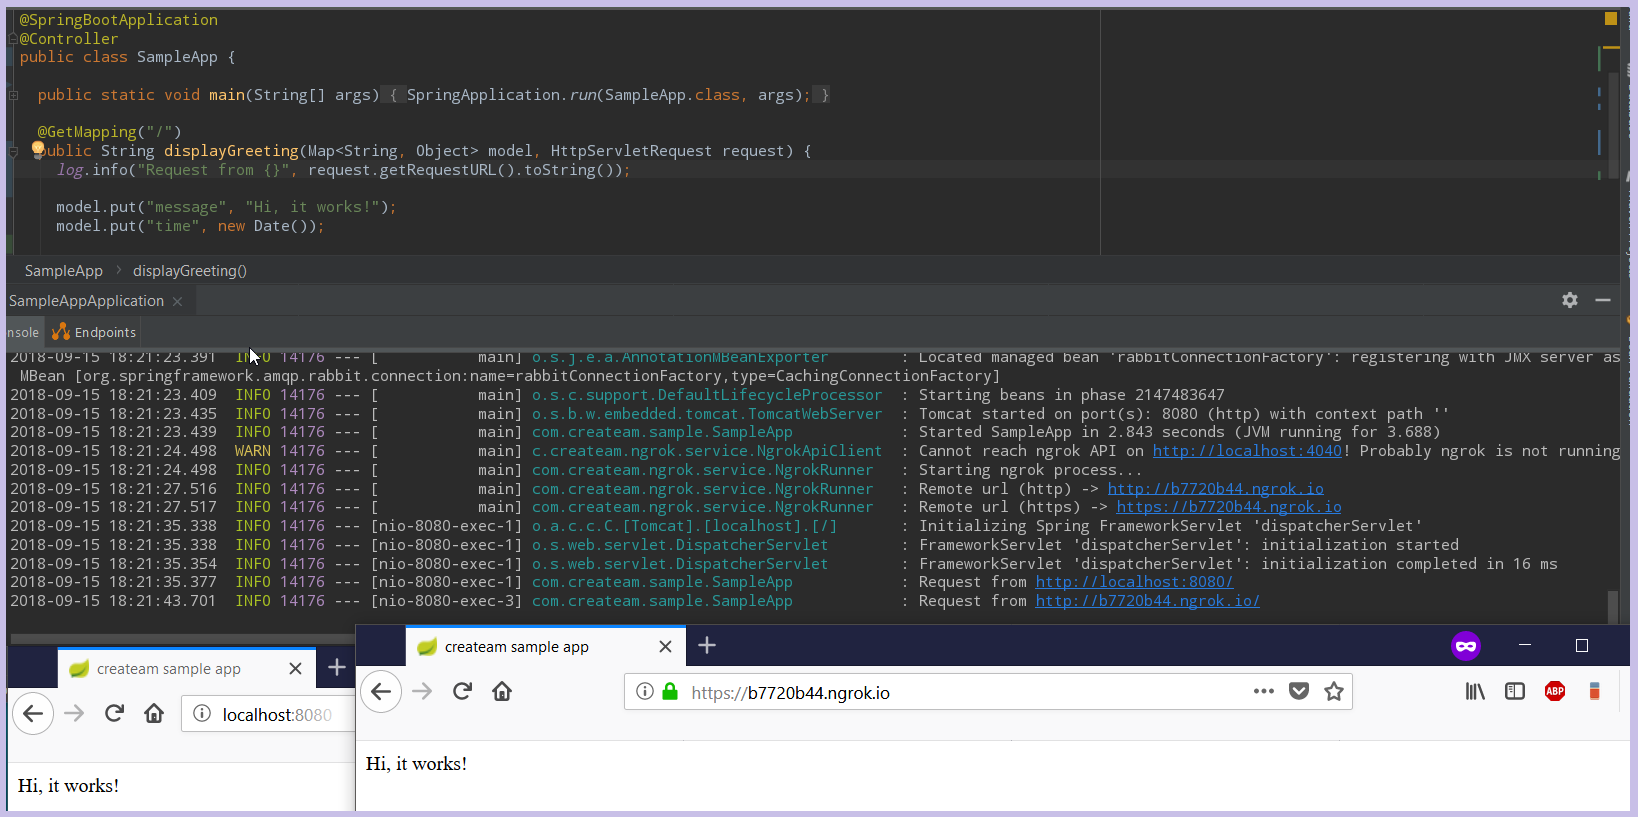 @SpringBootApplication
@Controller
public class SampleApp {
public static void main(String[] args) { SpringApplication.run(SampleApp.class, args); }
@GetMapping("/")
public String displayGreeting(Map<String, Object> model, HttpServletRequest request) {
log.info("Request from {}", request.getRequestURL().toString());
model.put("message", "Hi, it works!");
model.put("time", new Date());
SampleApp › displayGreeting()
SampleAppApplication ×
nsole Endpoints
2018-09-15 18:21:23.391 INFO 14176 --- [ main] o.s.j.e.a.AnnotationMBeanExporter : Located managed bean 'rabbitConnectionFactory': registering with JMX server as
MBean [org.springframework.amqp.rabbit.connection:name=rabbitConnectionFactory,type=CachingConnectionFactory]
2018-09-15 18:21:23.409 INFO 14176 --- [ main] o.s.c.support.DefaultLifecycleProcessor : Starting beans in phase 2147483647
2018-09-15 18:21:23.435 INFO 14176 --- [ main] o.s.b.w.embedded.tomcat.TomcatWebServer : Tomcat started on port(s): 8080 (http) with context path ''
2018-09-15 18:21:23.439 INFO 14176 --- [ main] com.createam.sample.SampleApp : Started SampleApp in 2.843 seconds (JVM running for 3.688)
2018-09-15 18:21:24.498 WARN 14176 --- [ main] c.createam.ngrok.service.NgrokApiClient : Cannot reach ngrok API on http://localhost:4040! Probably ngrok is not running
2018-09-15 18:21:24.498 INFO 14176 --- [ main] com.createam.ngrok.service.NgrokRunner : Starting ngrok process...
2018-09-15 18:21:27.516 INFO 14176 --- [ main] com.createam.ngrok.service.NgrokRunner : Remote url (http) -> http://b7720b44.ngrok.io
2018-09-15 18:21:27.517 INFO 14176 --- [ main] com.createam.ngrok.service.NgrokRunner : Remote url (https) -> https://b7720b44.ngrok.io
2018-09-15 18:21:35.338 INFO 14176 --- [nio-8080-exec-1] o.a.c.c.C.[Tomcat].[localhost].[/] : Initializing Spring FrameworkServlet 'dispatcherServlet'
2018-09-15 18:21:35.338 INFO 14176 --- [nio-8080-exec-1] o.s.web.servlet.DispatcherServlet : FrameworkServlet 'dispatcherServlet': initialization started
2018-09-15 18:21:35.354 INFO 14176 --- [nio-8080-exec-1] o.s.web.servlet.DispatcherServlet : FrameworkServlet 'dispatcherServlet': initialization completed in 16 ms
2018-09-15 18:21:35.377 INFO 14176 --- [nio-8080-exec-1] com.createam.sample.SampleApp : Request from http://localhost:8080/
2018-09-15 18:21:43.701 INFO 14176 --- [nio-8080-exec-3] com.createam.sample.SampleApp : Request from http://b7720b44.ngrok.io/
createam sample app
localhost:8080
Hi, it works!
createam sample app
https://b7720b44.ngrok.io
ABP
Hi, it works!